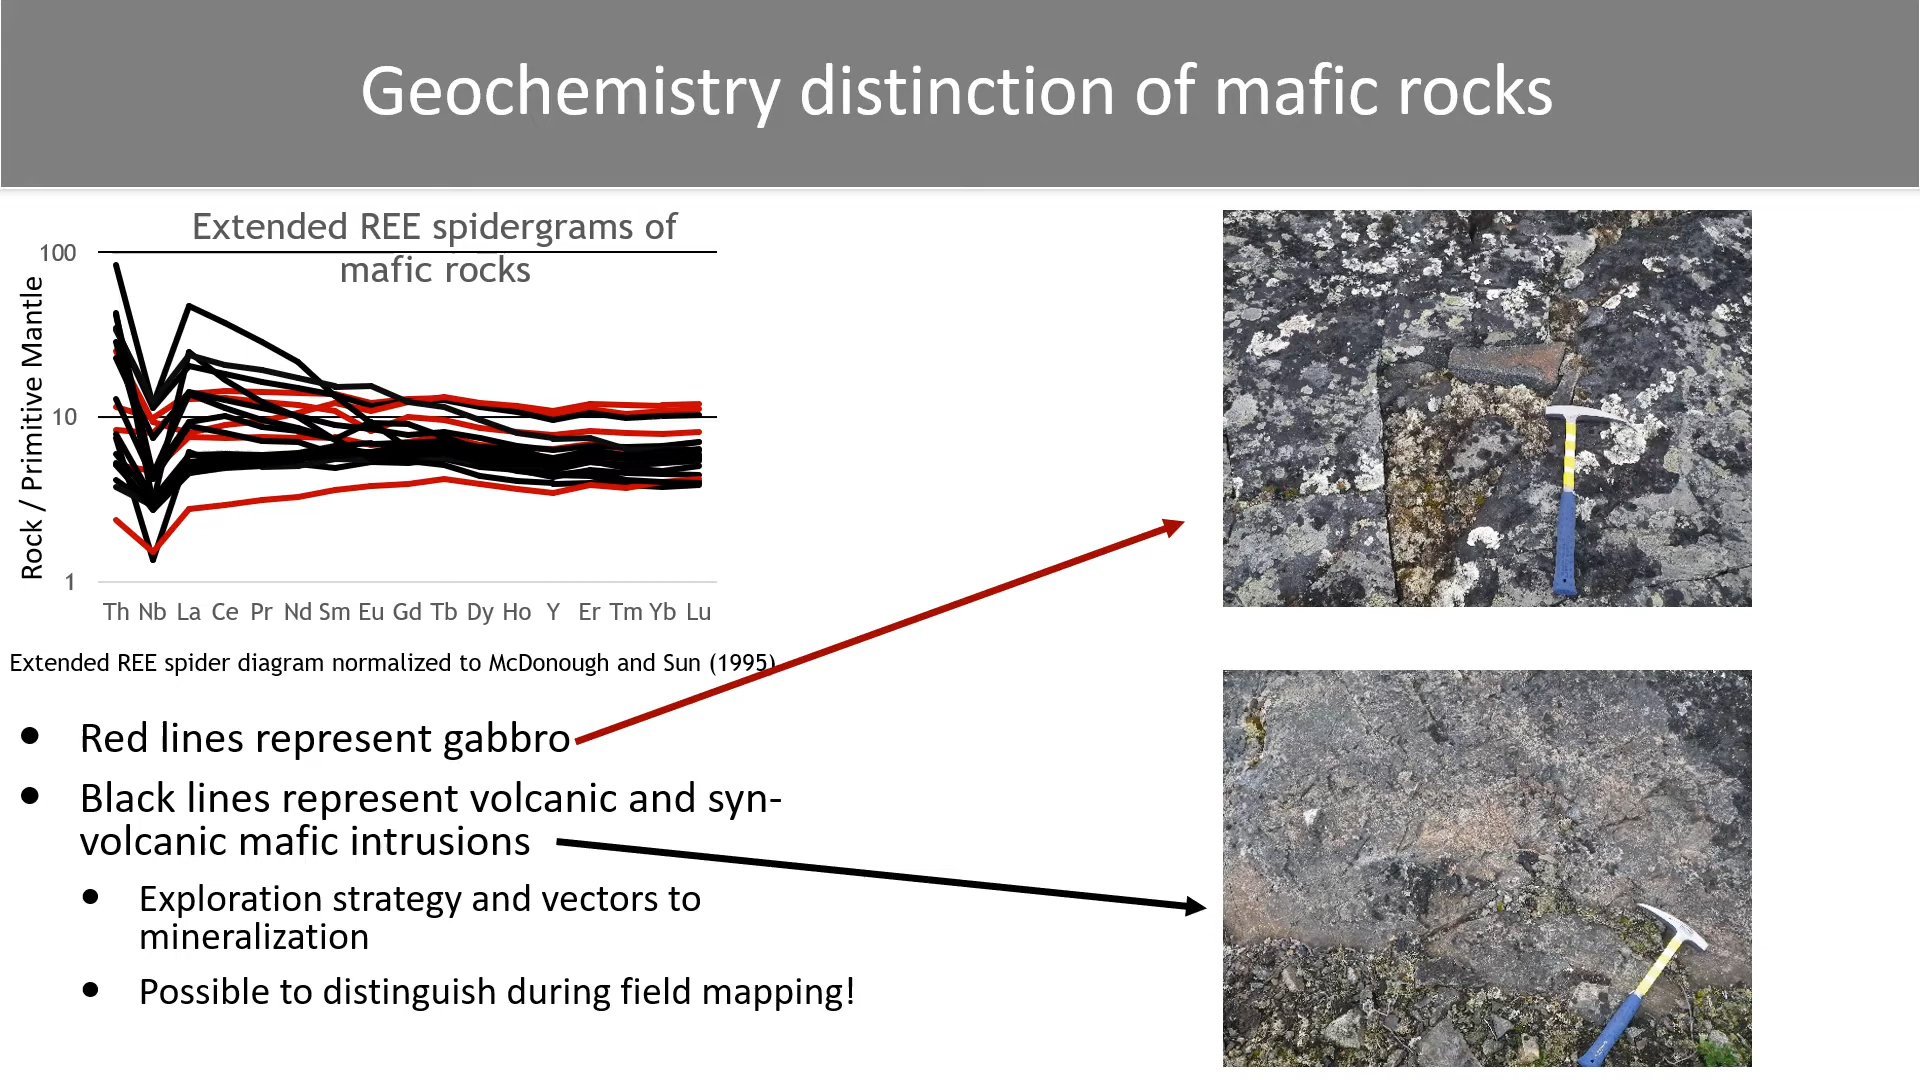 Geochemistry distinction of mafic rocks
Extended REE spidergrams of
mafic rocks
Rock / Primitive Mantle
100
10
1
Th Nb La Ce Pr Nd Sm Eu Gd Tb Dy Ho Y Er Tm Yb Lu
Extended REE spider diagram normalized to McDonough and Sun (1995)
• Red lines represent gabbro
• Black lines represent volcanic and syn-
volcanic mafic intrusions
• Exploration strategy and vectors to
mineralization
• Possible to distinguish during field mapping!